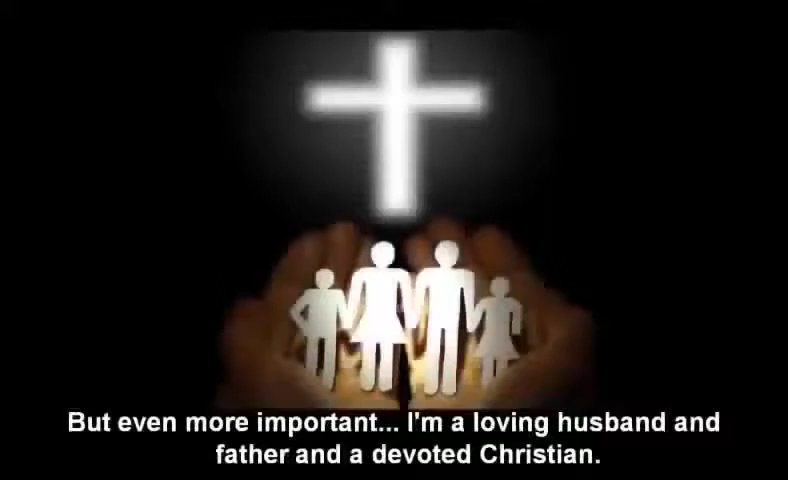 But even more important... I'm a loving husband and
father and a devoted Christian.